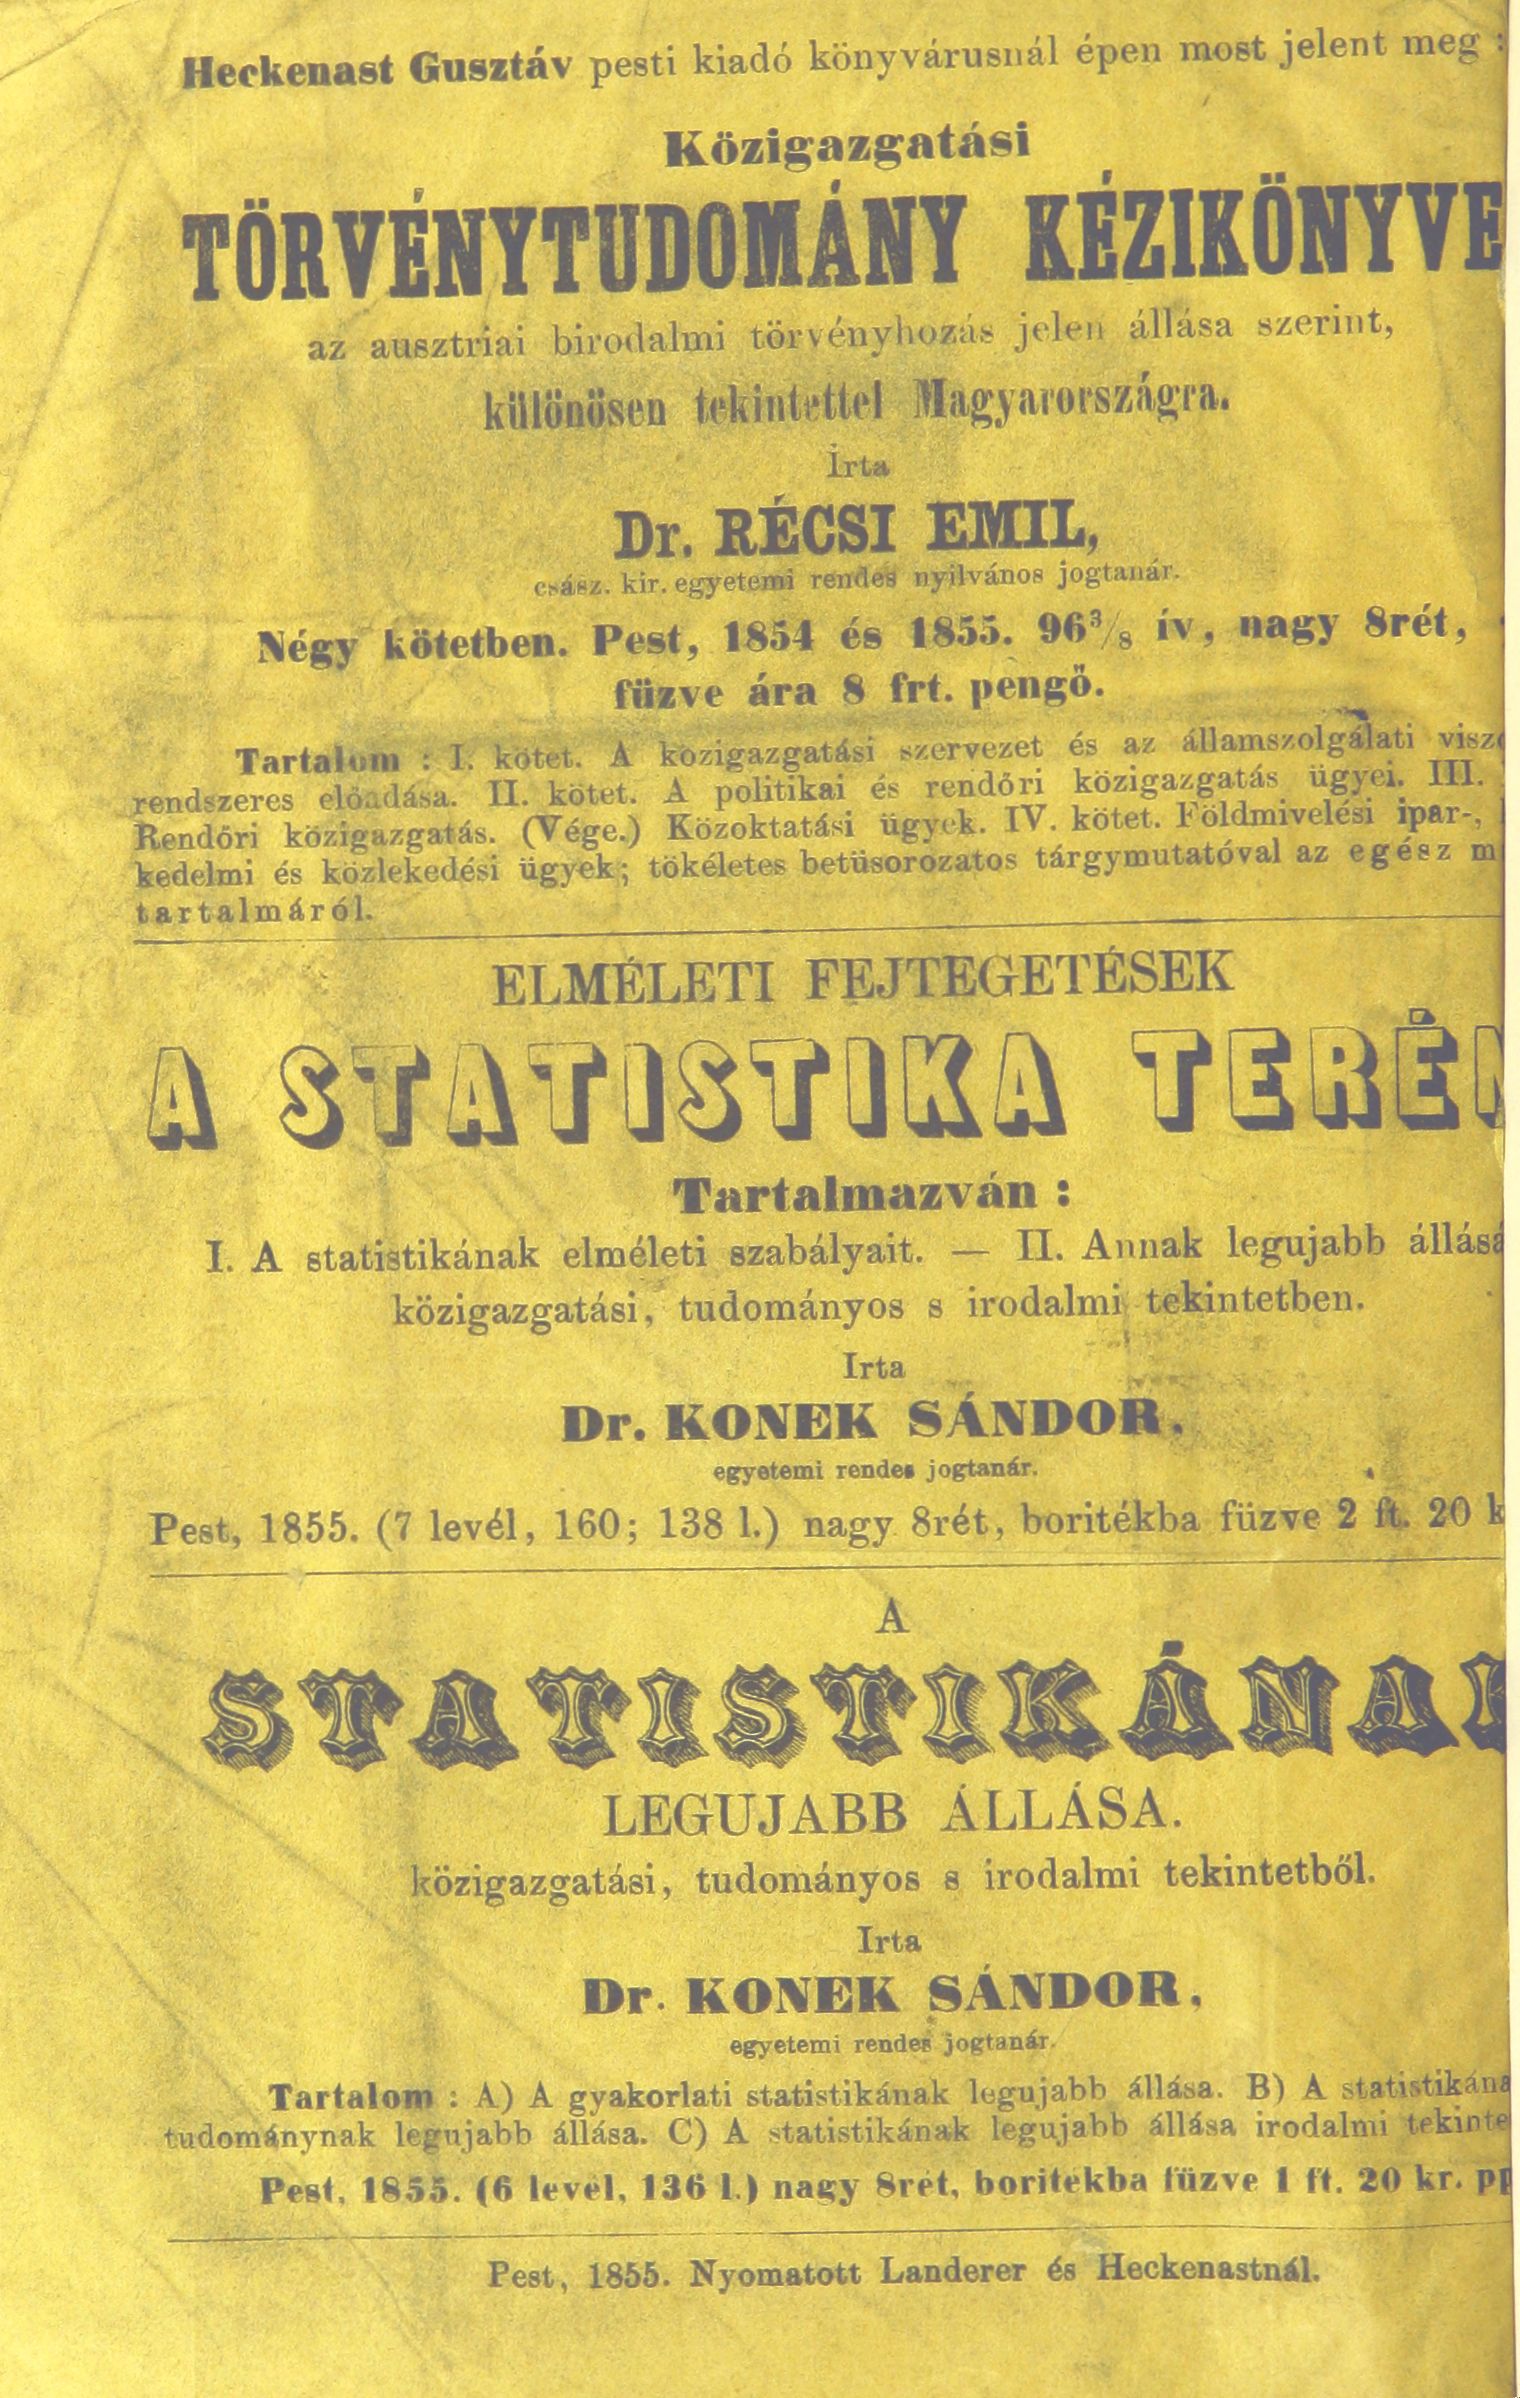 Heckenast Gusztáv pesti kiadó könyvárusnál épen most jelent meg :
Közigazgatási
TÖRVÉNYTUDOMÁNY KÉZIKÖNYVE
az ausztriai birodalmi törvényhozás jelen állása szerint,
különösen tekintettel Magyarországra.
Irta
Dr. RÉCSI EMIL,
csász. kir. egyetemi rendes nyilvános jogtanár.
Négy kötetben. Pest, 1854 és 1855. 96³/₈ ív, nagy 8rét,
füzve ára 8 frt. pengő.
Tartalom : I. kötet. A közigazgatási szervezet és az államszolgálati
rendszeres előadása. II. kötet. A politikai és rendőri közigazgatás ügyei. III.
Rendőri közigazgatás. (Vége.) Közoktatási ügyek. IV. kötet. Földmivelési ipar-,
kedelmi és közlekedési ügyek; tökéletes betüsorozatos tárgymutatóval az egész
tartalmáról.
ELMÉLETI FEJTEGETÉSEK
A STATISTIKA TERÉN
Tartalmazván :
I. A statistikának elméleti szabályait. — II. Annak legujabb
közigazgatási, tudományos s irodalmi tekintetben.
Irta
Dr. KONEK SÁNDOR,
egyetemi rendes jogtanár.
Pest, 1855. (7 levél, 160; 138 l.) nagy 8rét, boritékba füzve 2 ft. 20
A
STATISTIKÁNAK
LEGUJABB ÁLLÁSA.
közigazgatási, tudományos s irodalmi tekintetből.
Irta
Dr. KONEK SÁNDOR,
egyetemi rendes jogtanár.
Tartalom : A) A gyakorlati statistikának legujabb állása. B) A
tudománynak legujabb állása. C) A statistikának legujabb állása irodalmi
Pest, 1855. (6 levél, 136 l.) nagy 8rét, boritékba füzve 1 ft. 20 kr.
Pest, 1855. Nyomatott Landerer és Heckenastnál.